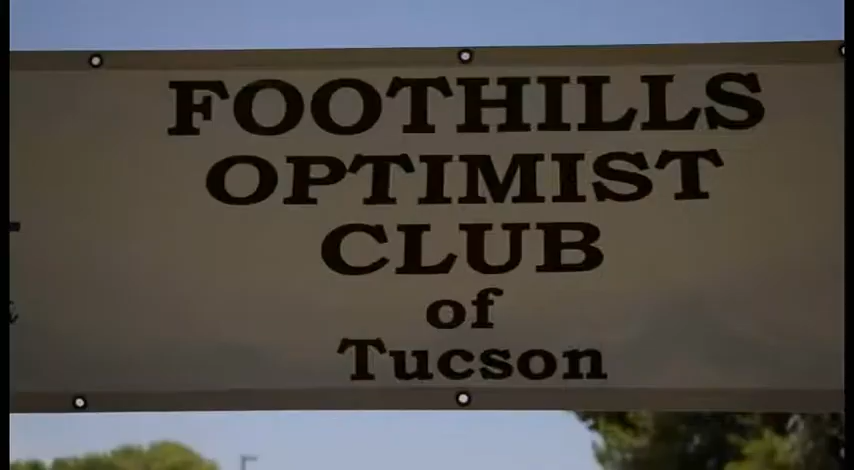 FOOTHILLS
OPTIMIST
CLUB
of
Tucson